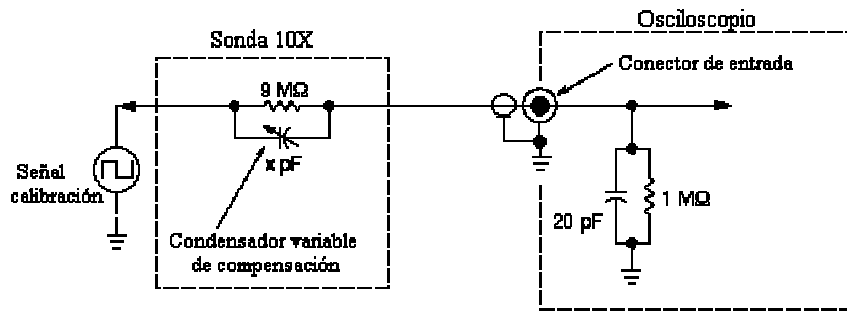 Osciloscopio
Sonda 10X
Conector de entrada
9 MΩ
x pF
Señal
calibración
20 pF
1 MΩ
Condensador variable
de compensación